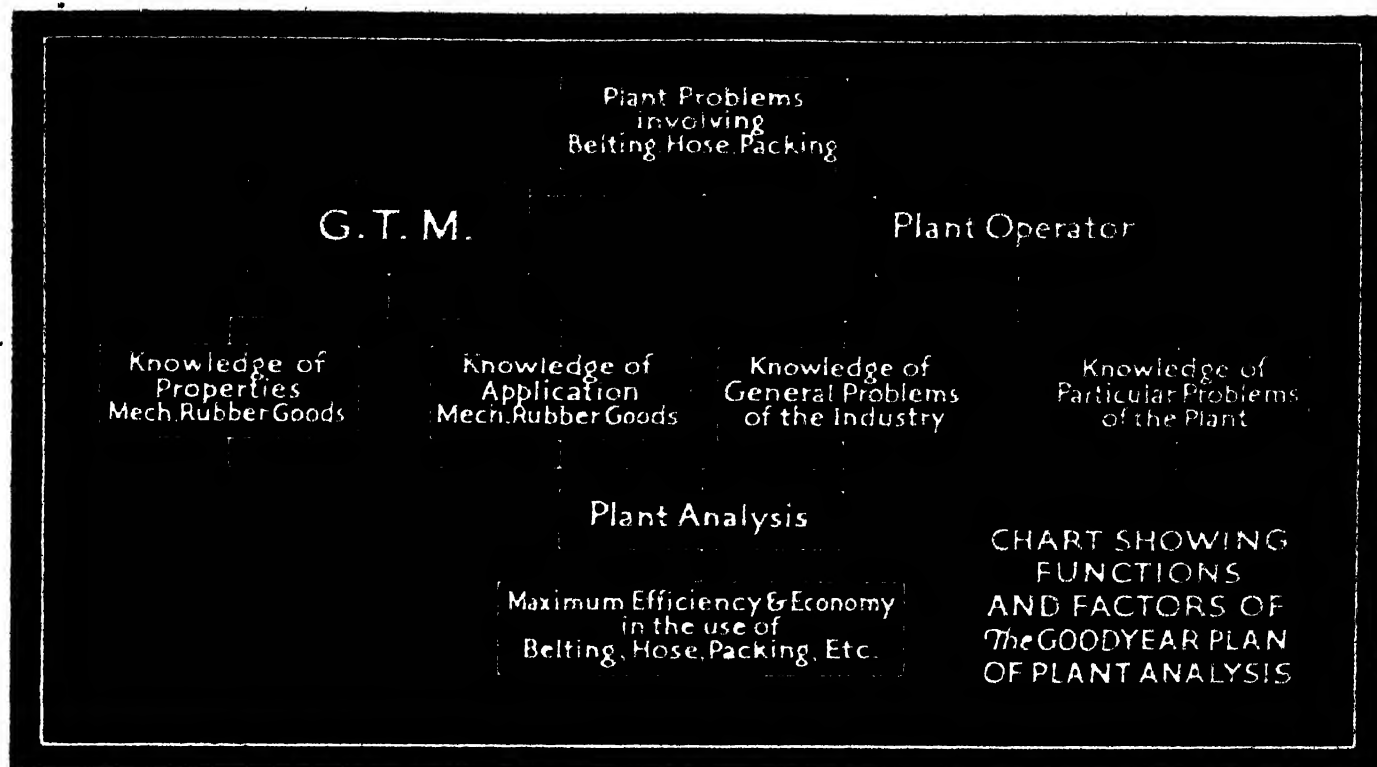 Plant Problems
involving
Belting, Hose, Packing
G. T. M.
Plant Operator
Knowledge of
Properties
Mech. Rubber Goods
Knowledge of
Application
Mech. Rubber Goods
Knowledge of
General Problems
of the Industry
Knowledge of
Particular Problems
of the Plant
Plant Analysis
Maximum Efficiency & Economy
in the use of
Belting, Hose, Packing, Etc.
CHART SHOWING
FUNCTIONS
AND FACTORS OF
The GOODYEAR PLAN
OF PLANT ANALYSIS